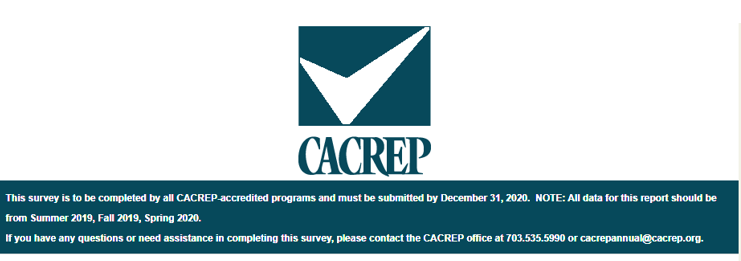 CACREP
This survey is to be completed by all CACREP-accredited programs and must be submitted by December 31, 2020.  NOTE: All data for this report should be
from Summer 2019, Fall 2019, Spring 2020.
If you have any questions or need assistance in completing this survey, please contact the CACREP office at 703.535.5990 or cacrepannual@cacrep.org.